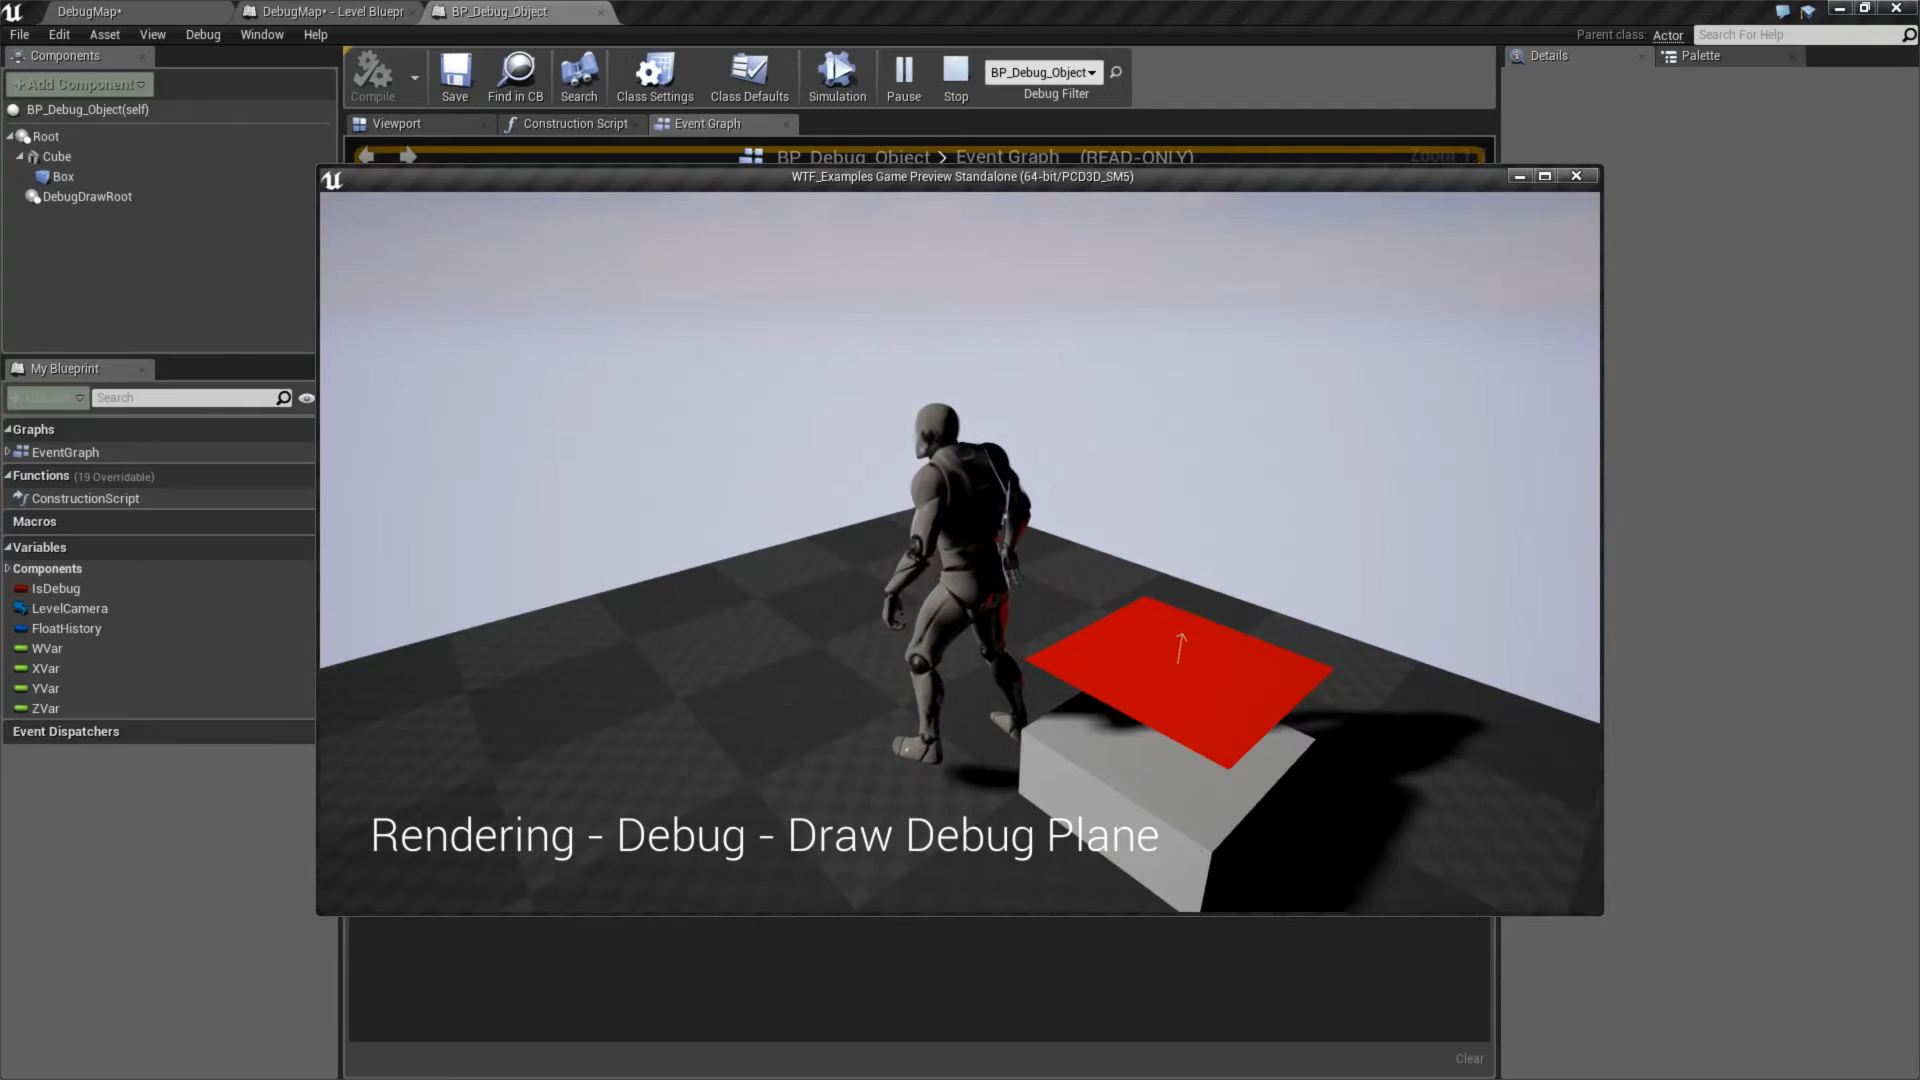 DebugMap*
DebugMap* - Level Bluepr
BP_Debug_Object
File Edit Asset View Debug Window Help
Parent class: Actor
Search For Help
Components
+Add Component
BP_Debug_Object(self)
Root
Cube
Box
DebugDrawRoot
Compile
Save
Find in CB
Search
Class Settings
Class Defaults
Simulation
Pause
Stop
BP_Debug_Object
Debug Filter
Details
Palette
Viewport
Construction Script
Event Graph
BP_Debug_Object > Event Graph (READ-ONLY)
WTF_Examples Game Preview Standalone (64-bit/PCD3D_SM5)
My Blueprint
Search
Graphs
EventGraph
Functions (19 Overridable)
ConstructionScript
Macros
Variables
Components
IsDebug
LevelCamera
FloatHistory
WVar
XVar
YVar
ZVar
Event Dispatchers
Rendering - Debug - Draw Debug Plane
Clear